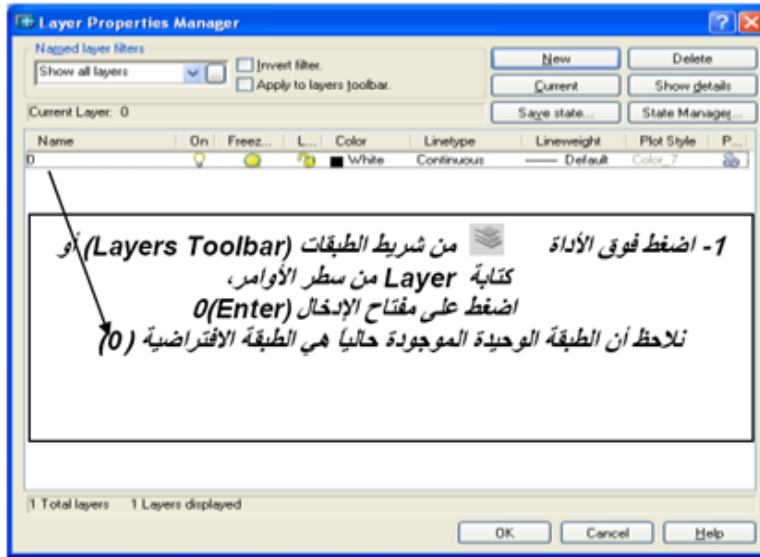 Layer Properties Manager
Named layer filters
Show all layers
...
Invert filter.
Apply to layers toolbar.
New
Delete
Current
Show details
Current Layer: 0
Save state...
State Manager...
Name On Freez... L... Color Linetype Lineweight Plot Style P...
0 White Continuous Default Color_7
1- اضغط فوق الأداة من شريط الطبقات (Layers Toolbar) أو
كتابة Layer من سطر الأوامر،
اضغط على مفتاح الإدخال (Enter)0
نلاحظ أن الطبقة الوحيدة الموجودة حالياً هي الطبقة الافتراضية (0)
1 Total layers 1 Layers displayed
OK Cancel Help